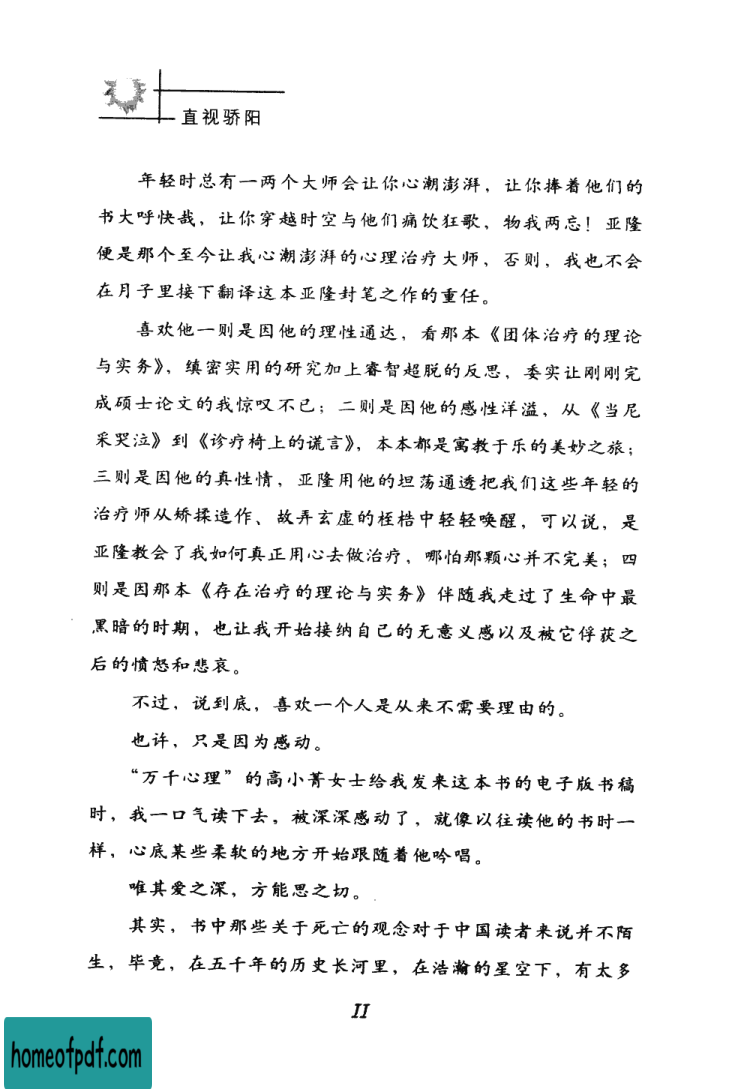 直视骄阳
年轻时总有一两个大师会让你心潮澎湃，让你捧着他们的
书大呼快哉，让你穿越时空与他们痛饮狂歌，物我两忘！亚隆
便是那个至今让我心潮澎湃的心理治疗大师，否则，我也不会
在月子里接下翻译这本亚隆封笔之作的重任。
喜欢他一则是因他的理性通达，看那本《团体治疗的理论
与实务》，缜密实用的研究加上睿智超脱的反思，委实让刚刚完
成硕士论文的我惊叹不已；二则是因他的感性洋溢，从《当尼
采哭泣》到《诊疗椅上的谎言》，本本都是寓教于乐的美妙之旅；
三则是因他的真性情，亚隆用他的坦荡通透把我们这些年轻的
治疗师从矫揉造作、故弄玄虚的桎梏中轻轻唤醒，可以说，是
亚隆教会了我如何真正用心去做治疗，哪怕那颗心并不完美；四
则是因那本《存在治疗的理论与实务》伴随我走过了生命中最
黑暗的时期，也让我开始接纳自己的无意义感以及被它俘获之
后的愤怒和悲哀。
不过，说到底，喜欢一个人是从来不需要理由的。
也许，只是因为感动。
“万千心理”的高小菁女士给我发来这本书的电子版书稿
时，我一口气读下去，被深深感动了，就像以往读他的书时一
样，心底某些柔软的地方开始跟随着他吟唱。
唯其爱之深，方能思之切。
其实，书中那些关于死亡的观念对于中国读者来说并不陌
生，毕竟，在五千年的历史长河里，在浩瀚的星空下，有太多
II
homeofpdf.com